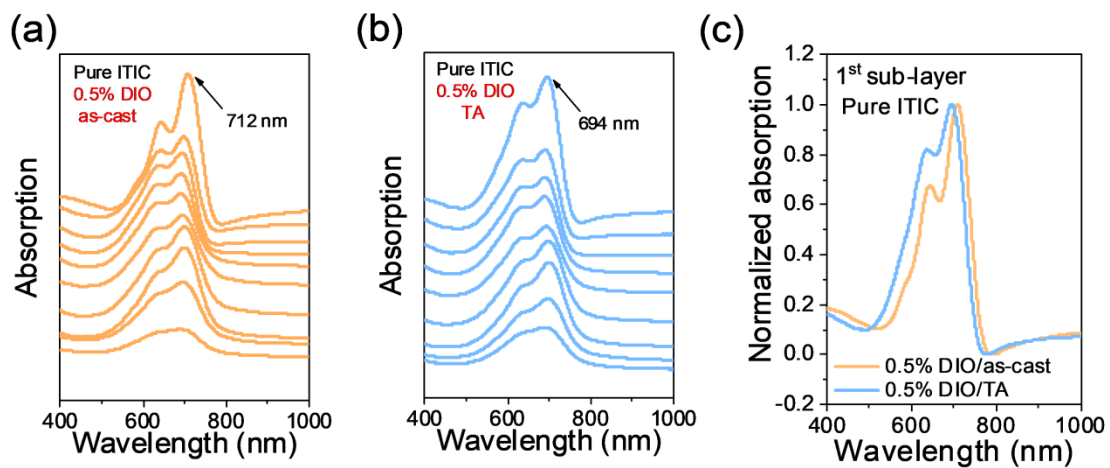 (a)
Pure ITIC
0.5% DIO
as-cast
712 nm
Absorption
400 600 800 1000
Wavelength (nm)
(b)
Pure ITIC
0.5% DIO
TA
694 nm
Absorption
400 600 800 1000
Wavelength (nm)
(c)
1st sub-layer
Pure ITIC
Normalized absorption
1.2
1.0
0.8
0.6
0.4
0.2
0.0
-0.2
0.5% DIO/as-cast
0.5% DIO/TA
400 600 800 1000
Wavelength (nm)